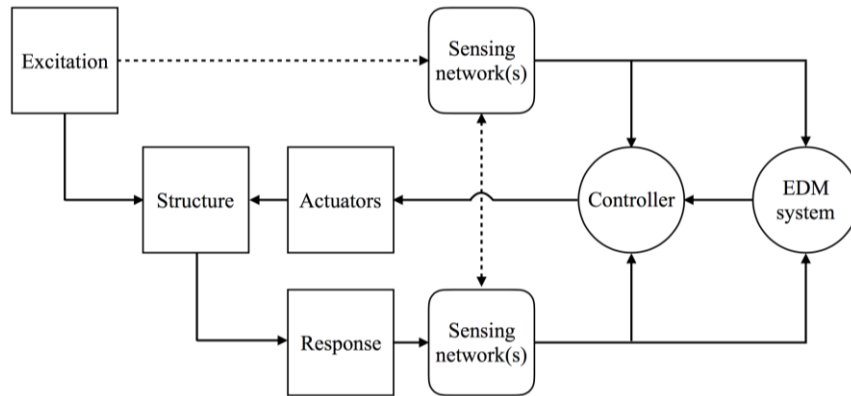 Excitation
Sensing
network(s)
Structure
Actuators
Controller
EDM
system
Response
Sensing
network(s)